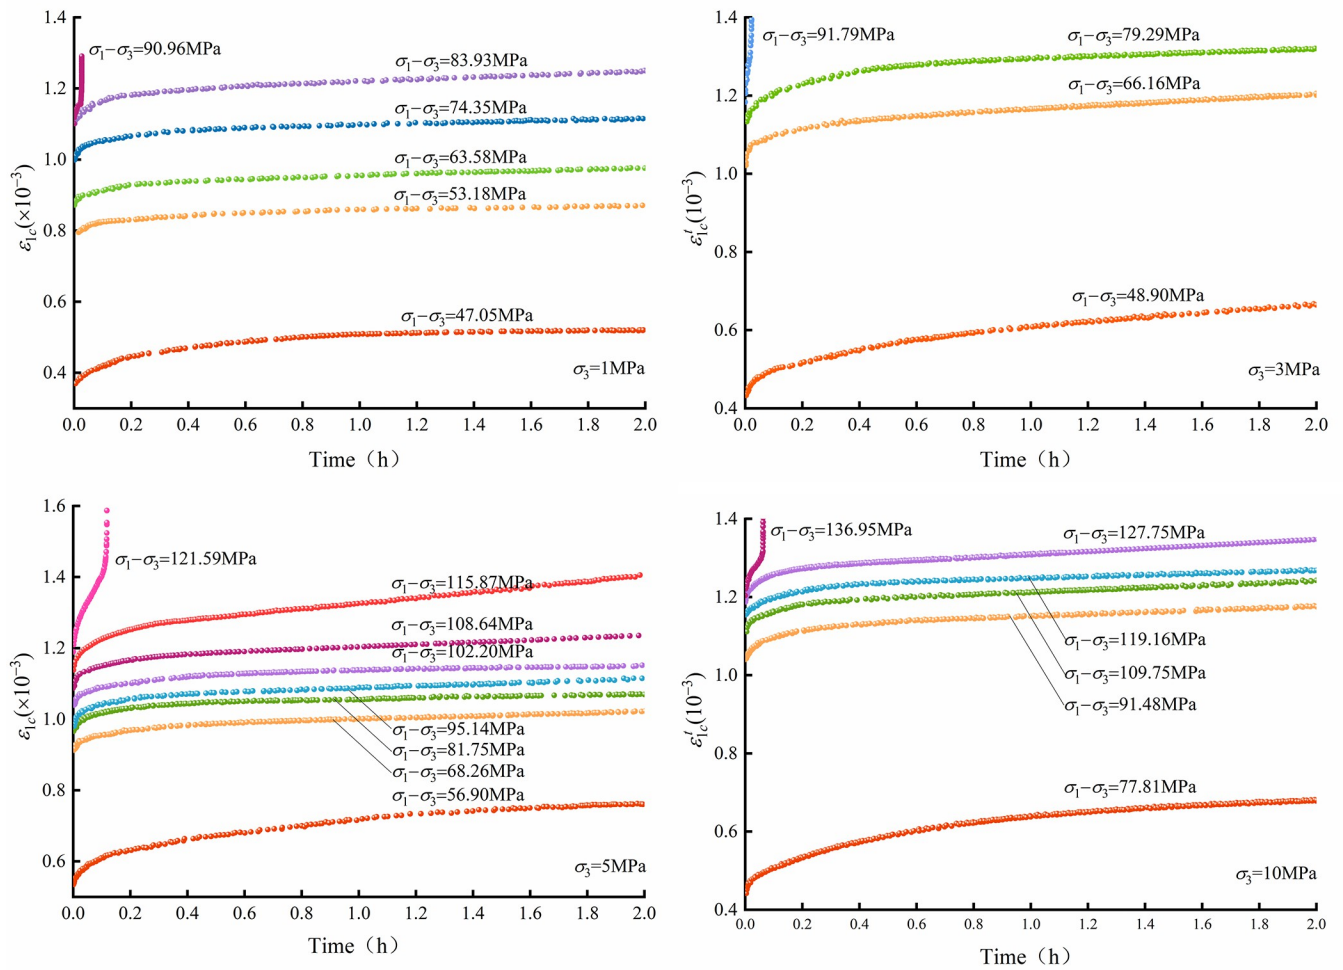 1.4
1.2
1.0
0.8
0.6
0.4
ε1c(×10−3)
σ1−σ3=90.96MPa
σ1−σ3=83.93MPa
σ1−σ3=74.35MPa
σ1−σ3=63.58MPa
σ1−σ3=53.18MPa
σ1−σ3=47.05MPa
σ3=1MPa
0.0 0.2 0.4 0.6 0.8 1.0 1.2 1.4 1.6 1.8 2.0
Time（h）
1.4
1.2
1.0
0.8
0.6
0.4
εt1c(10−3)
σ1−σ3=91.79MPa
σ1−σ3=79.29MPa
σ1−σ3=66.16MPa
σ1−σ3=48.90MPa
σ3=3MPa
0.0 0.2 0.4 0.6 0.8 1.0 1.2 1.4 1.6 1.8 2.0
Time（h）
1.6
1.4
1.2
1.0
0.8
0.6
ε1c(×10−3)
σ1−σ3=121.59MPa
σ1−σ3=115.87MPa
σ1−σ3=108.64MPa
σ1−σ3=102.20MPa
σ1−σ3=95.14MPa
σ1−σ3=81.75MPa
σ1−σ3=68.26MPa
σ1−σ3=56.90MPa
σ3=5MPa
0.0 0.2 0.4 0.6 0.8 1.0 1.2 1.4 1.6 1.8 2.0
Time（h）
1.4
1.2
1.0
0.8
0.6
0.4
εt1c(10−3)
σ1−σ3=136.95MPa
σ1−σ3=127.75MPa
σ1−σ3=119.16MPa
σ1−σ3=109.75MPa
σ1−σ3=91.48MPa
σ1−σ3=77.81MPa
σ3=10MPa
0.0 0.2 0.4 0.6 0.8 1.0 1.2 1.4 1.6 1.8 2.0
Time（h）